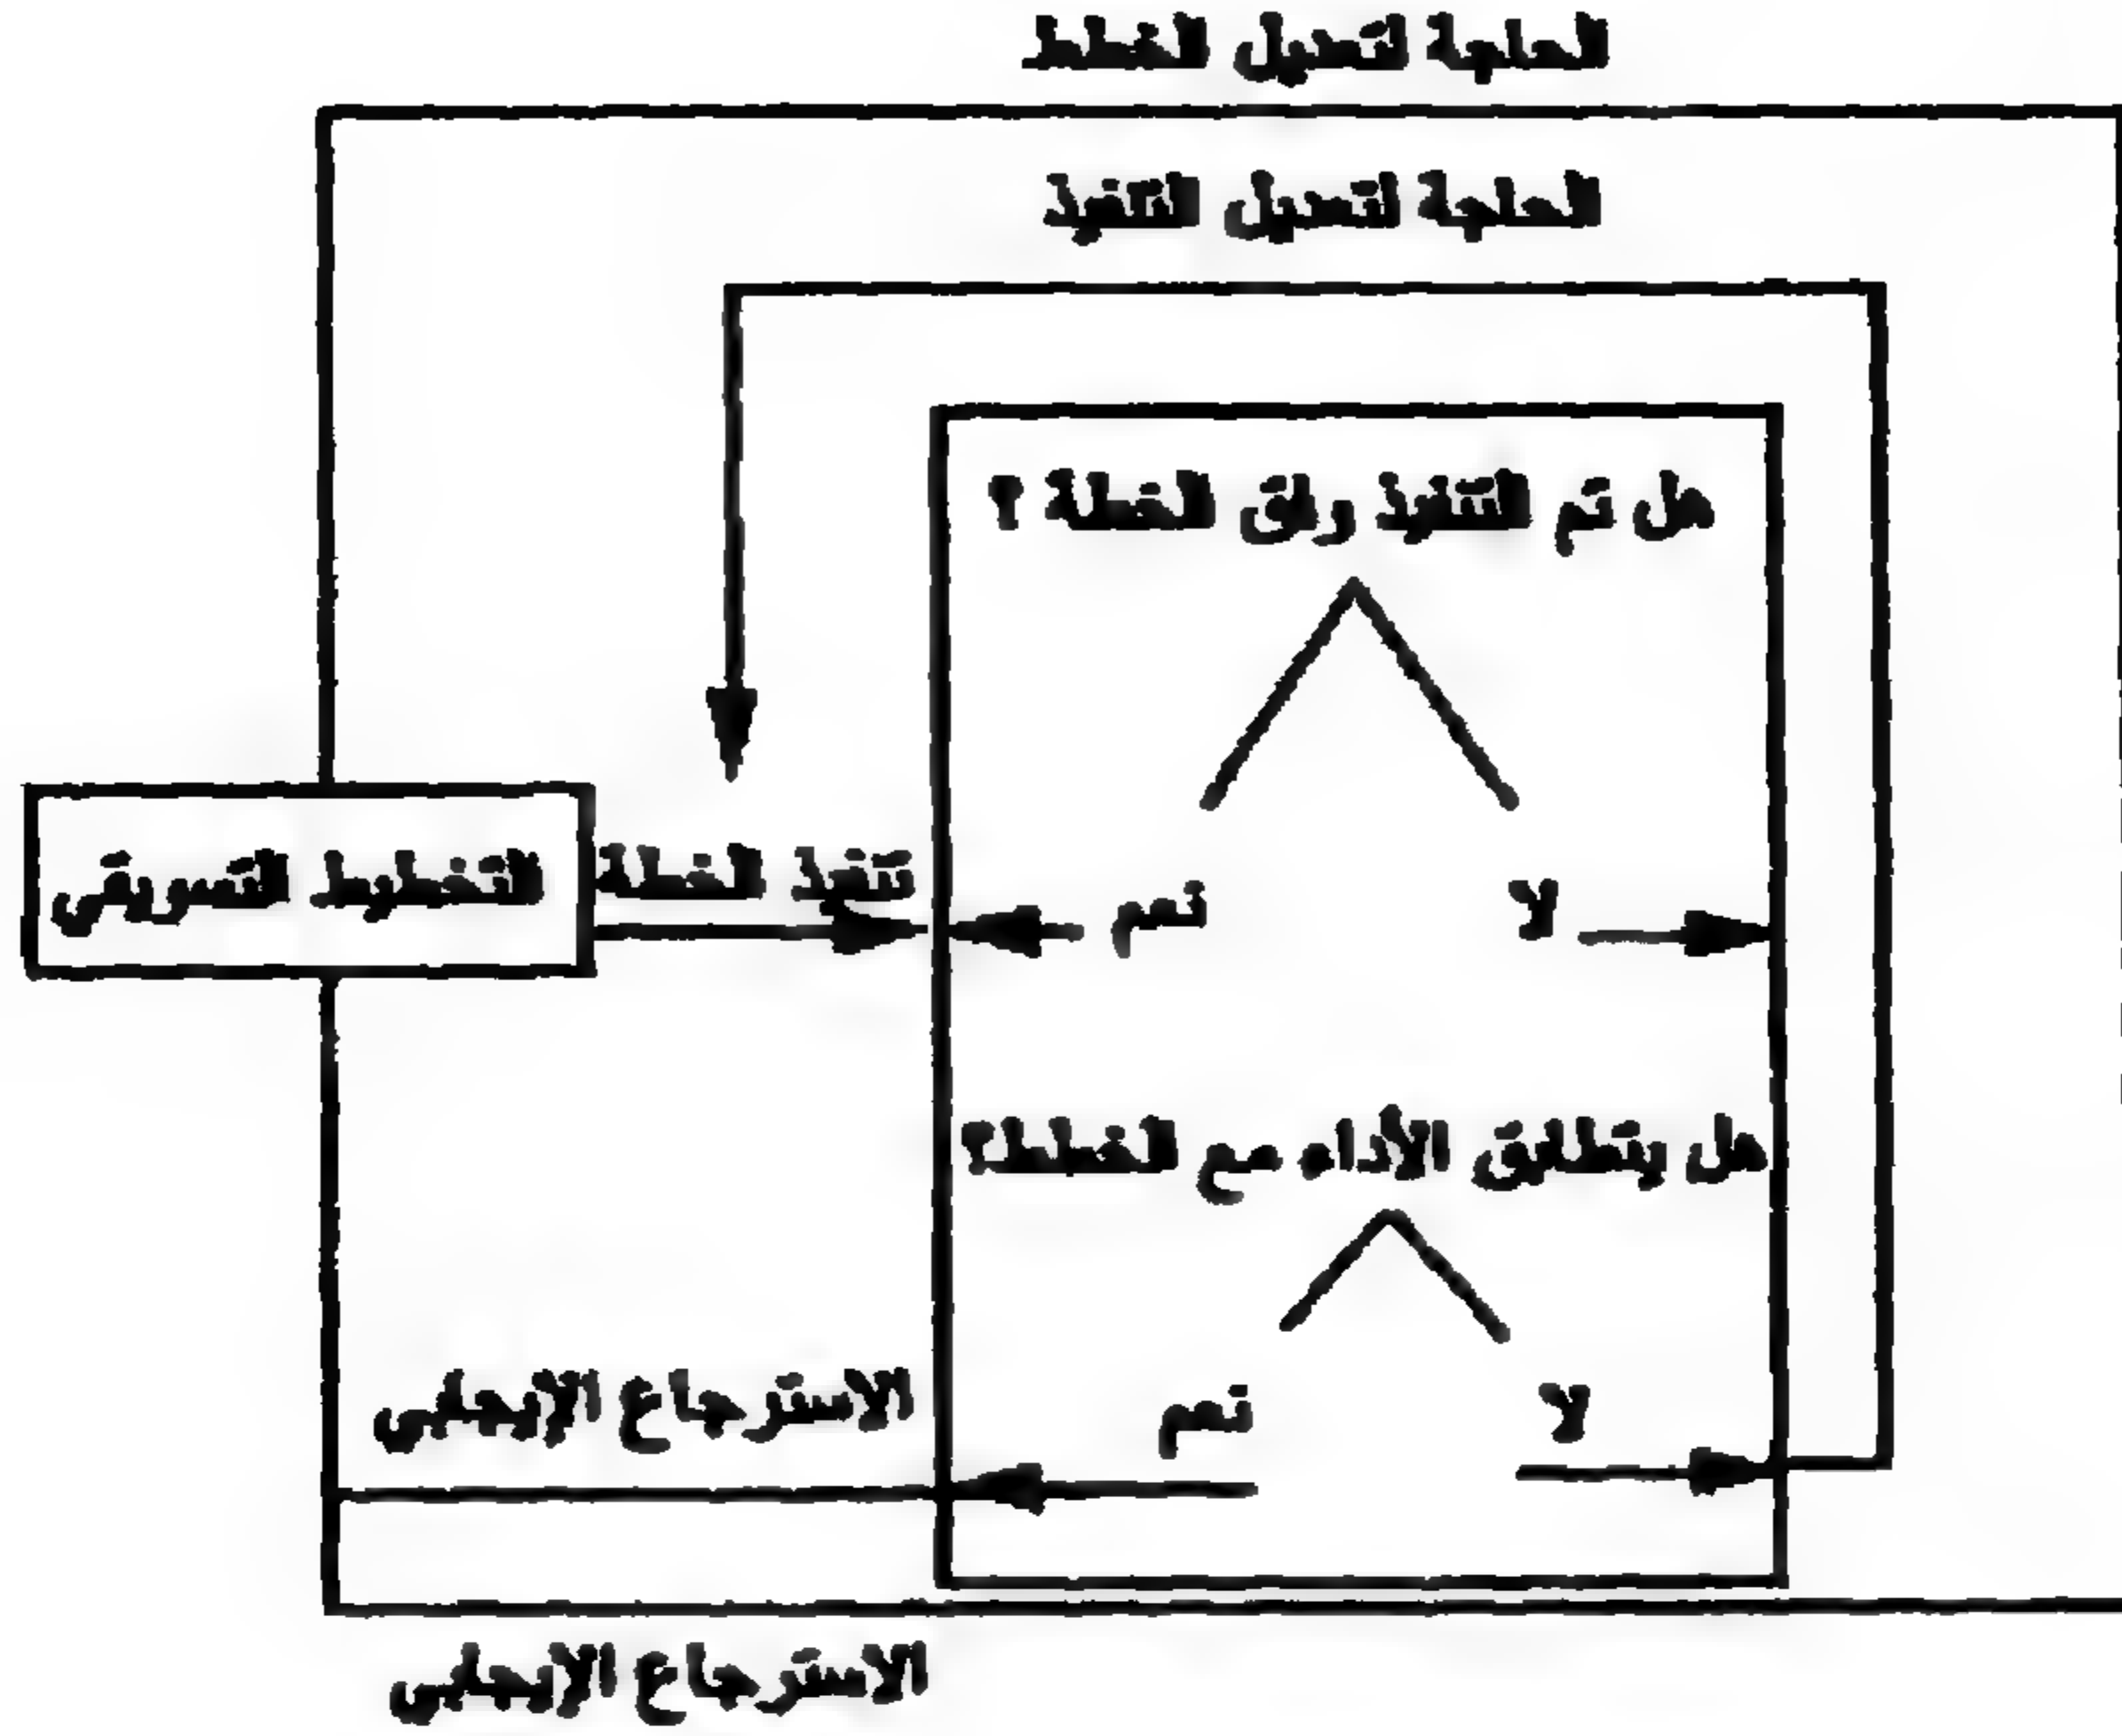 الحاجة لتعديل الخطط
الحاجة لتعديل التنفيذ
هل تم التنفيذ وفق الخطة ؟
التخطيط التسويقي
تنفيذ الخطة
نعم
لا
هل يتطابق الأداء مع الخطط؟
الاسترجاع الإيجابي
نعم
لا
الاسترجاع الإيجابي